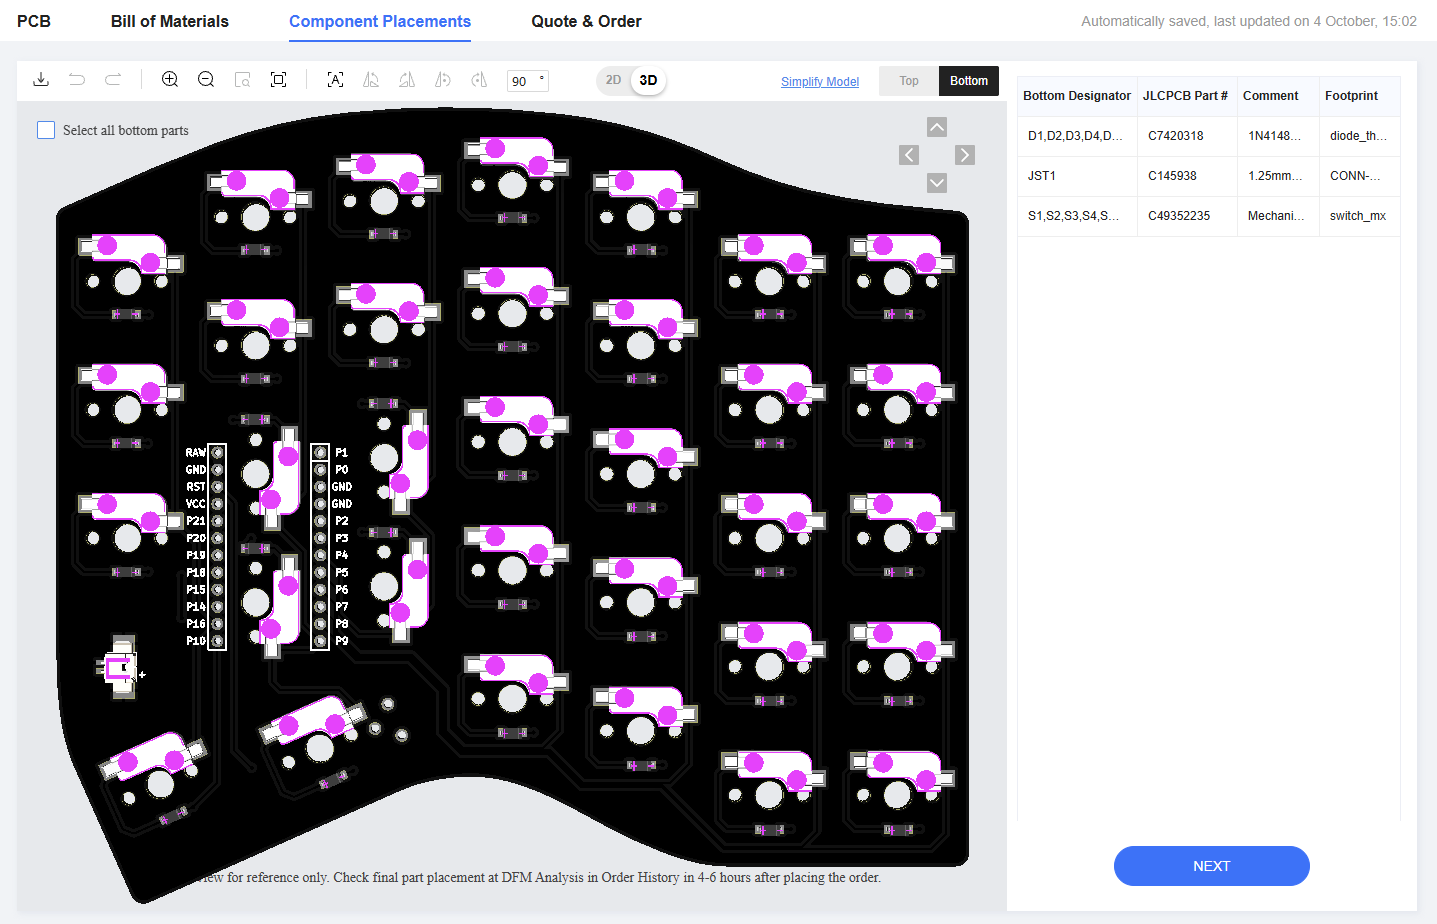 PCB Bill of Materials Component Placements Quote & Order Automatically saved, last updated on 4 October, 15:02
90 ° 2D 3D Simplify Model Top Bottom
Select all bottom parts
Bottom Designator JLCPCB Part # Comment Footprint
D1,D2,D3,D4,D... C7420318 1N4148... diode_th...
JST1 C145938 1.25mm... CONN-...
S1,S2,S3,S4,S... C49352235 Mechani... switch_mx
RAW P1
GND P0
RST GND
VCC GND
P21 P2
P20 P3
P19 P4
P18 P5
P15 P6
P14 P7
P16 P8
P10 P9
+
for reference only. Check final part placement at DFM Analysis in Order History in 4-6 hours after placing the order.
NEXT